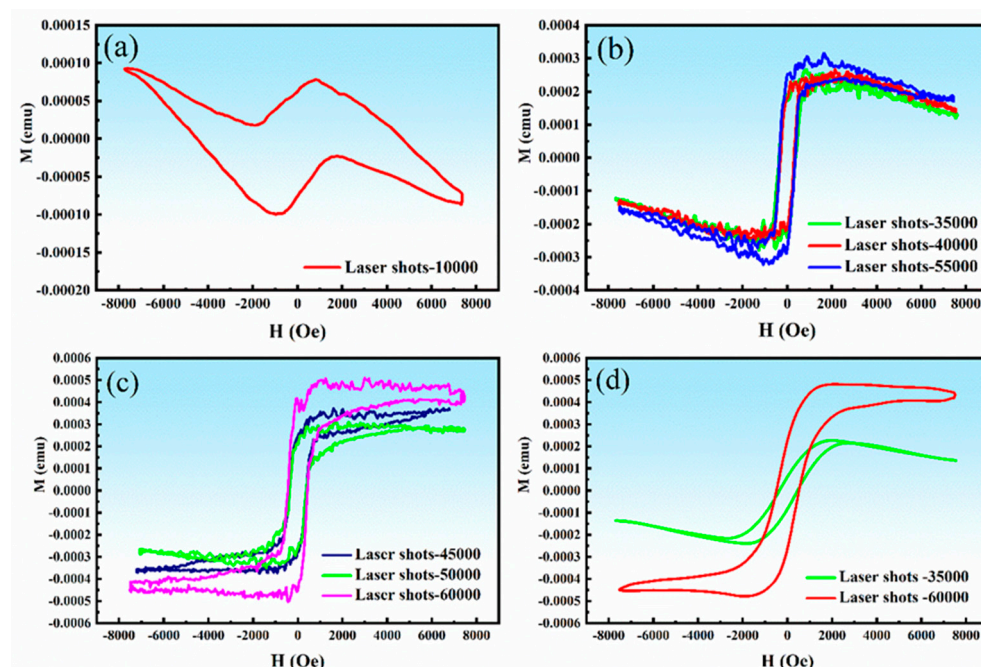 (a)
0.00015
0.00010
0.00005
0.00000
-0.00005
-0.00010
-0.00015
-0.00020
M (emu)
Laser shots-10000
-8000 -6000 -4000 -2000 0 2000 4000 6000 8000
H (Oe)
(b)
0.0004
0.0003
0.0002
0.0001
0.0000
-0.0001
-0.0002
-0.0003
-0.0004
M (emu)
Laser shots-35000
Laser shots-40000
Laser shots-55000
-8000 -6000 -4000 -2000 0 2000 4000 6000 8000
H (Oe)
(c)
0.0006
0.0005
0.0004
0.0003
0.0002
0.0001
0.0000
-0.0001
-0.0002
-0.0003
-0.0004
-0.0005
-0.0006
M (emu)
Laser shots-45000
Laser shots-50000
Laser shots-60000
-8000 -6000 -4000 -2000 0 2000 4000 6000 8000
H (Oe)
(d)
0.0006
0.0005
0.0004
0.0003
0.0002
0.0001
0.0000
-0.0001
-0.0002
-0.0003
-0.0004
-0.0005
-0.0006
M (emu)
Laser shots -35000
Laser shots -60000
-8000 -6000 -4000 -2000 0 2000 4000 6000 8000
H (Oe)